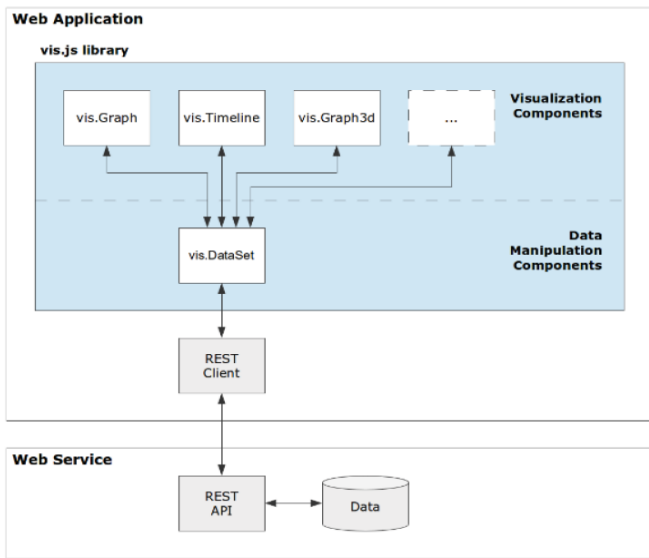 Web Application
vis.js library
vis.Graph
vis.Timeline
vis.Graph3d
...
Visualization
Components
vis.DataSet
Data
Manipulation
Components
REST
Client
Web Service
REST
API
Data